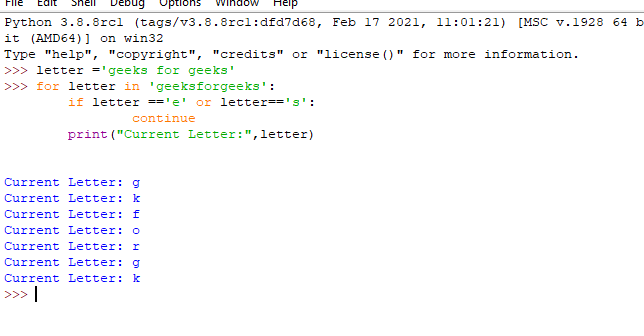 File Edit Shell Debug Options Window Help
Python 3.8.8rc1 (tags/v3.8.8rc1:dfd7d68, Feb 17 2021, 11:01:21) [MSC v.1928 64 b
it (AMD64)] on win32
Type "help", "copyright", "credits" or "license()" for more information.
>>> letter ='geeks for geeks'
>>> for letter in 'geeksforgeeks':
        if letter =='e' or letter=='s':
                continue
        print("Current Letter:",letter)
Current Letter: g
Current Letter: k
Current Letter: f
Current Letter: o
Current Letter: r
Current Letter: g
Current Letter: k
>>>